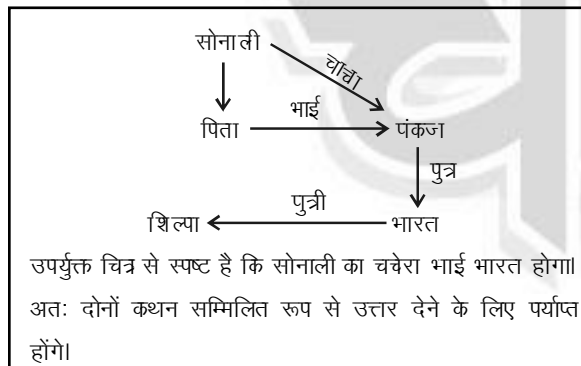 सोनाली
चाचा
भाई
पिता
पंकज
पुत्र
पुत्री
शिल्पा
भारत
उपर्युक्त चित्र से स्पष्ट है कि सोनाली का चचेरा भाई भारत होगा।
अतः दोनों कथन सम्मिलित रूप से उत्तर देने के लिए पर्याप्त
होंगे।